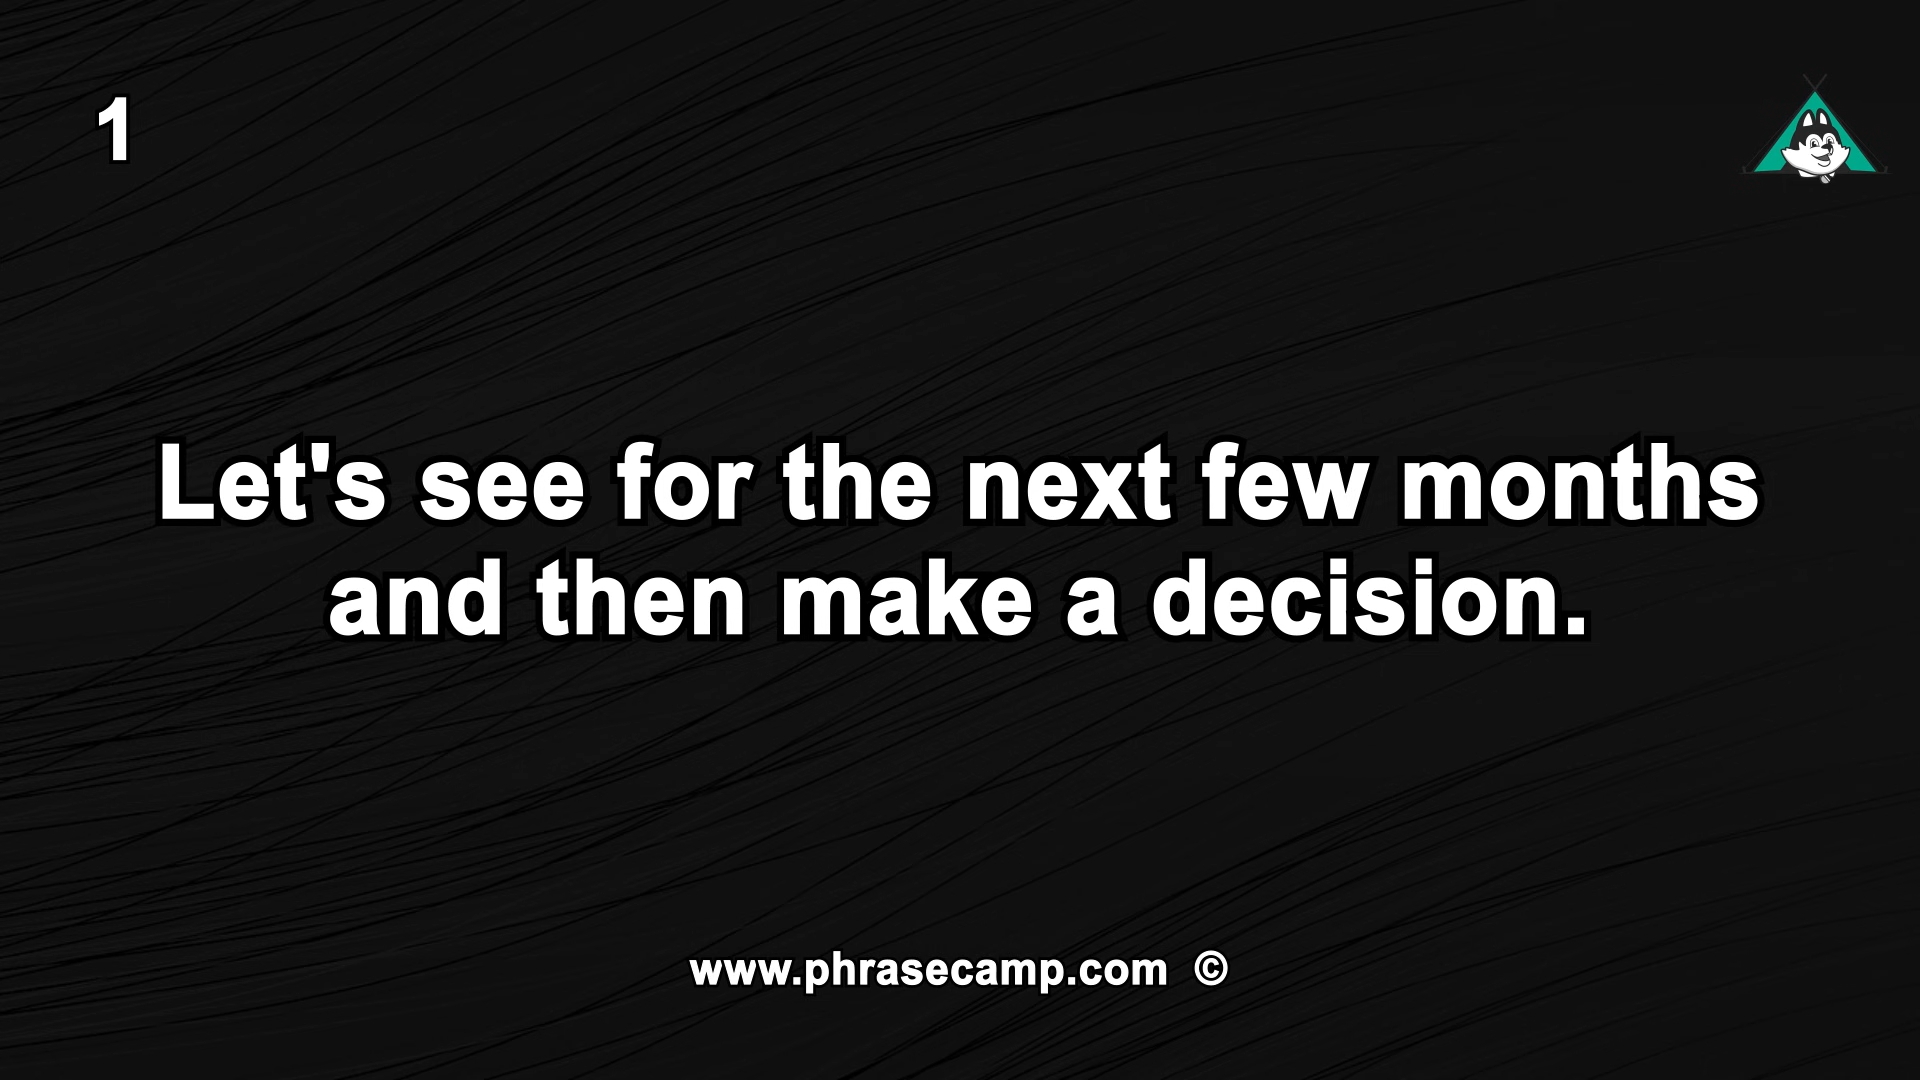 1
Let's see for the next few months
and then make a decision.
www.phrasecamp.com ©